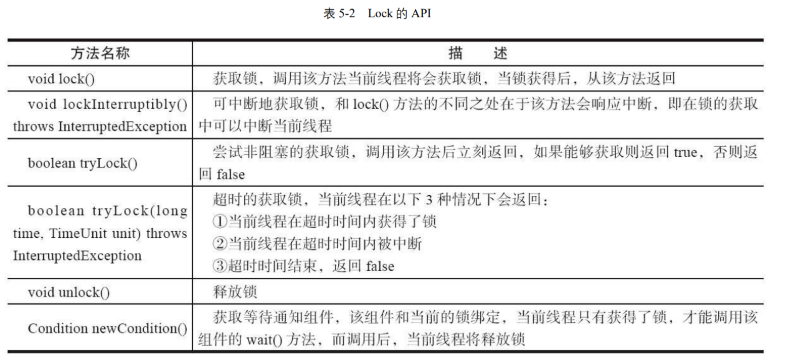 表 5-2 Lock 的 API
方法名称 描 述
void lock() 获取锁，调用该方法当前线程将会获取锁，当锁获得后，从该方法返回
void lockInterruptibly() throws InterruptedException 可中断地获取锁，和 lock() 方法的不同之处在于该方法会响应中断，即在锁的获取
中可以中断当前线程
boolean tryLock() 尝试非阻塞的获取锁，调用该方法后立刻返回，如果能够获取则返回 true，否则返
回 false
boolean tryLock(long
time, TimeUnit unit) throws
InterruptedException
超时的获取锁，当前线程在以下 3 种情况下会返回：
①当前线程在超时时间内获得了锁
②当前线程在超时时间内被中断
③超时时间结束，返回 false
void unlock() 释放锁
Condition newCondition() 获取等待通知组件，该组件和当前的锁绑定，当前线程只有获得了锁，才能调用该
组件的 wait() 方法，而调用后，当前线程将释放锁